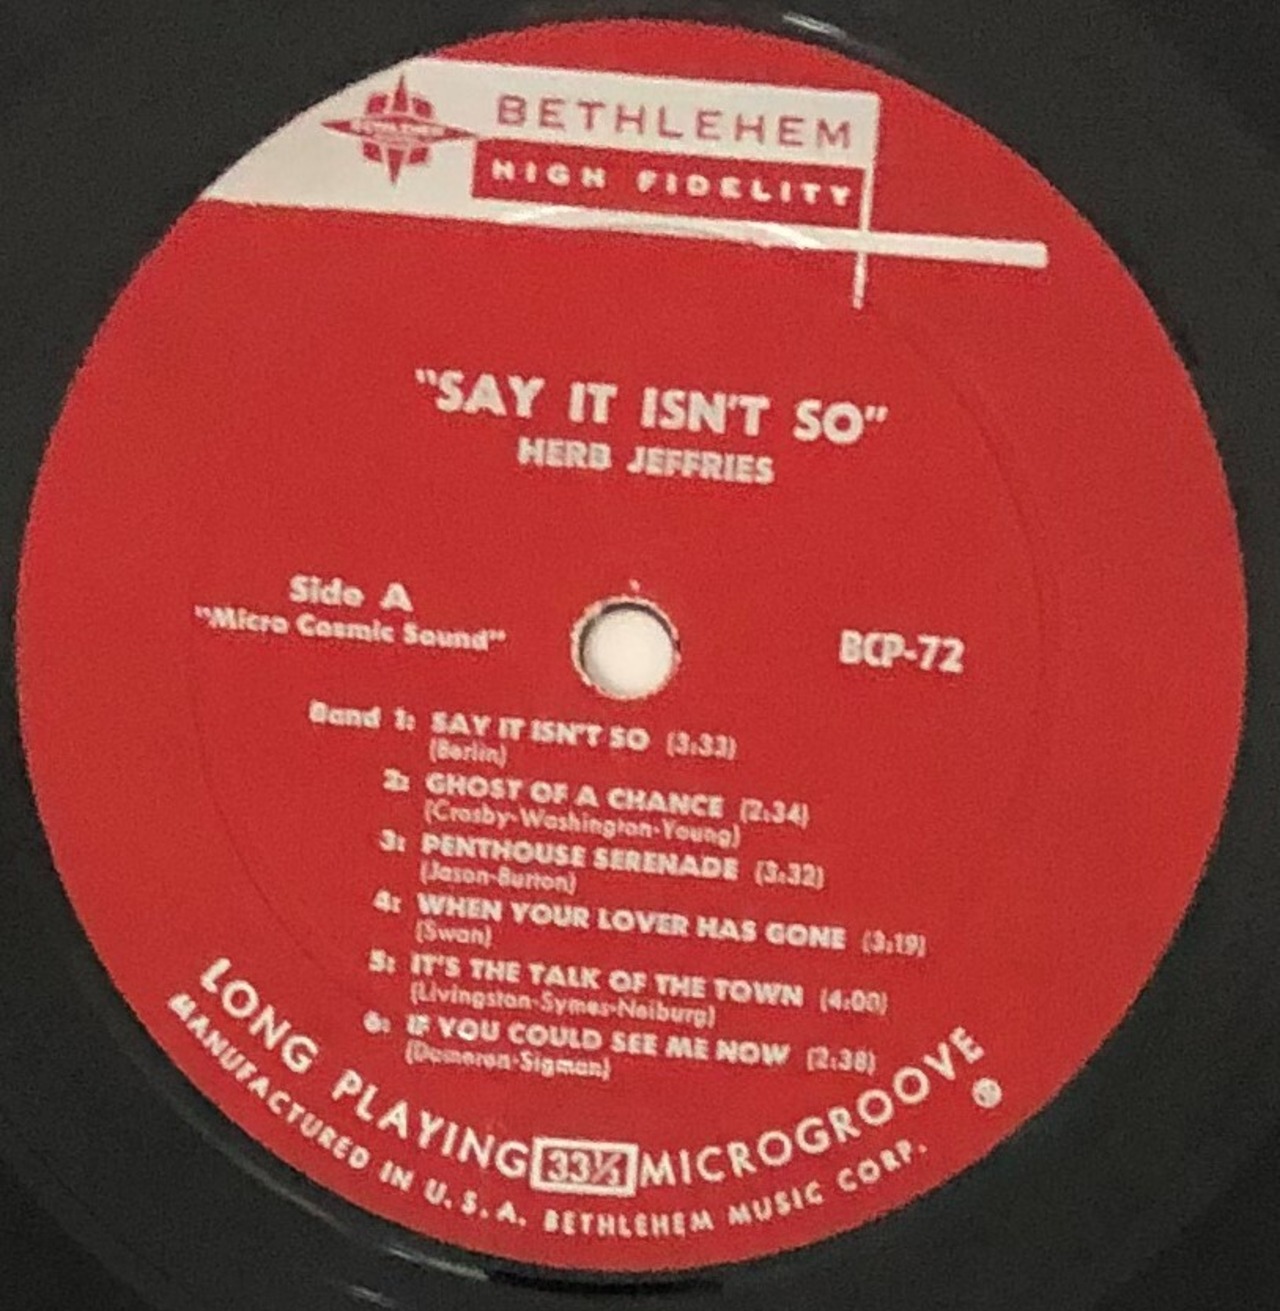 BETHLEHEM
HIGH FIDELITY
"SAY IT ISN'T SO"
HERB JEFFRIES
Side A
"Micro Cosmic Sound"
BCP-72
Band 1: SAY IT ISN'T SO (3:33)
(Berlin)
2: GHOST OF A CHANCE (2:34)
(Crosby-Washington-Young)
3: PENTHOUSE SERENADE (3:32)
(Jason-Burton)
4: WHEN YOUR LOVER HAS GONE (3:19)
(Swan)
5: IT'S THE TALK OF THE TOWN (4:00)
(Livingston-Symes-Neiburg)
6: IF YOU COULD SEE ME NOW (2:38)
(Dameron-Sigman)
LONG PLAYING 33⅓ MICROGROOVE
MANUFACTURED IN U.S.A. BETHLEHEM MUSIC CORP.